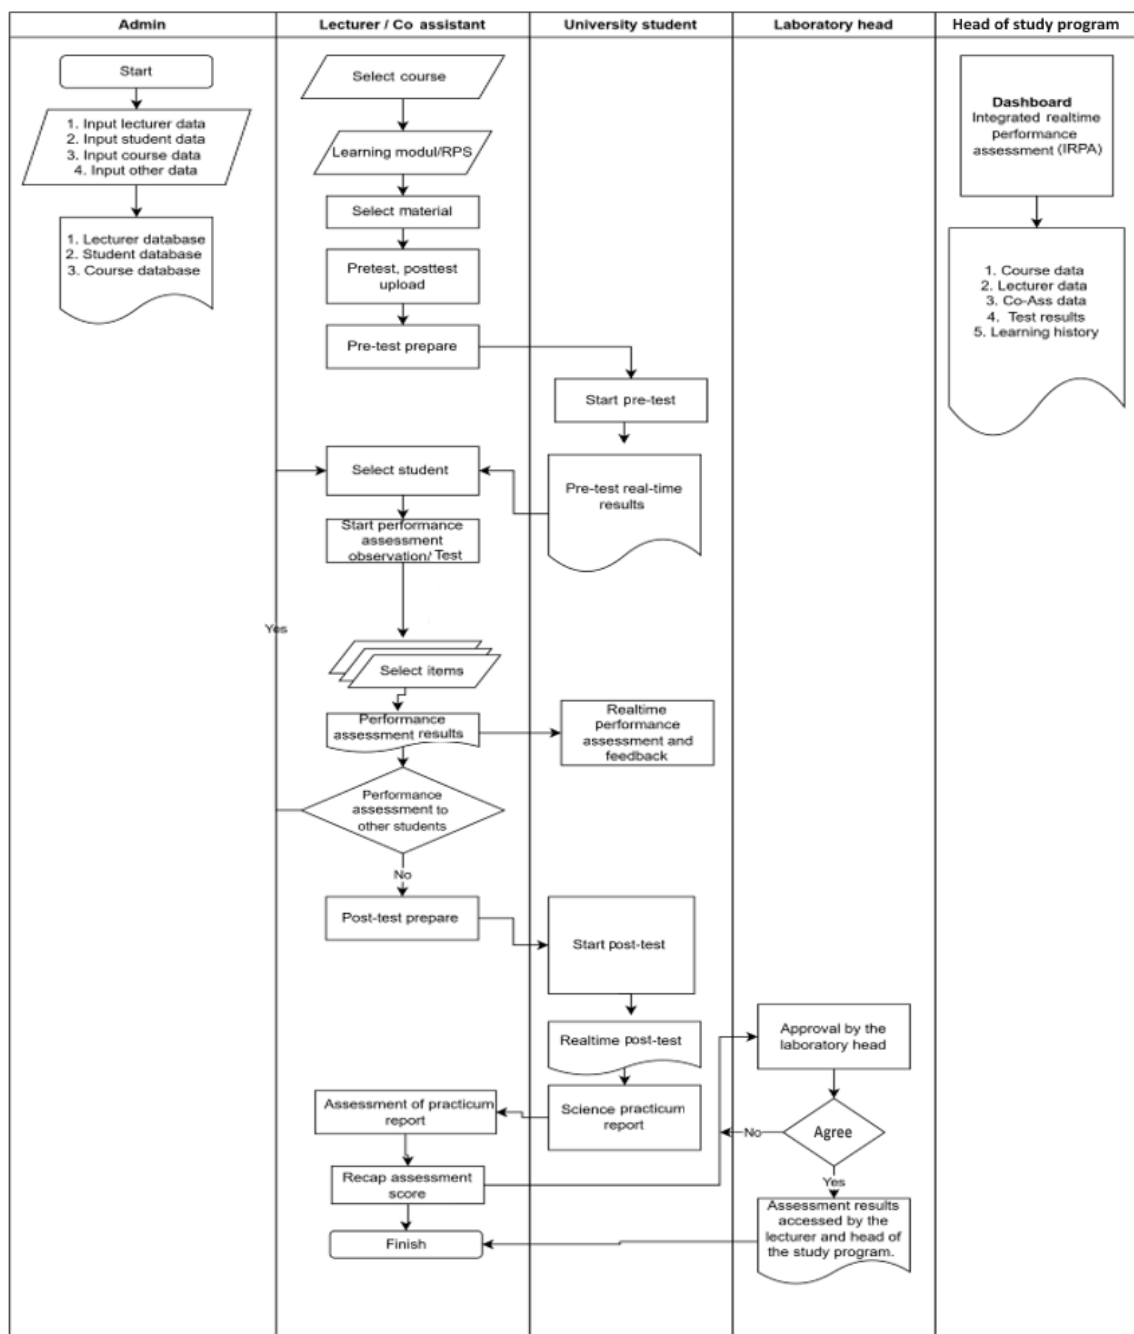 Admin
Lecturer / Co assistant
University student
Laboratory head
Head of study program
Start
1. Input lecturer data
2. Input student data
3. Input course data
4. Input other data
1. Lecturer database
2. Student database
3. Course database
Select course
Learning modul/RPS
Select material
Pretest, posttest
upload
Pre-test prepare
Start pre-test
Pre-test real-time
results
Select student
Start performance
assessment
observation/ Test
Yes
Select items
Performance
assessment results
Realtime
performance
assessment and
feedback
Performance
assessment to
other students
No
Post-test prepare
Start post-test
Realtime post-test
Science practicum
report
Assessment of practicum
report
Recap assessment
score
Finish
Approval by the
laboratory head
Agree
No
Yes
Assessment results
accessed by the
lecturer and head of
the study program.
Dashboard
Integrated realtime
performance
assessment (IRPA)
1. Course data
2. Lecturer data
3. Co-Ass data
4. Test results
5. Learning history